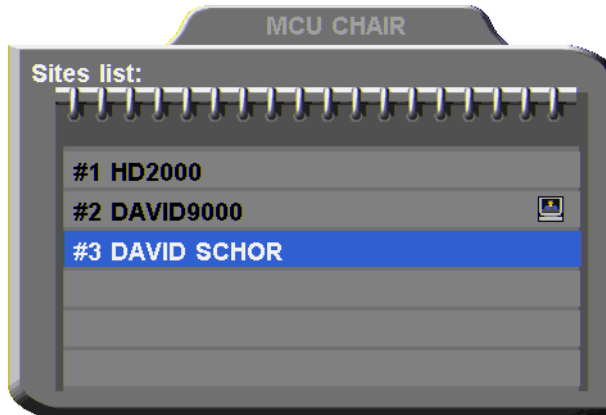 MCU CHAIR
Sites list:
#1 HD2000
#2 DAVID9000
#3 DAVID SCHOR